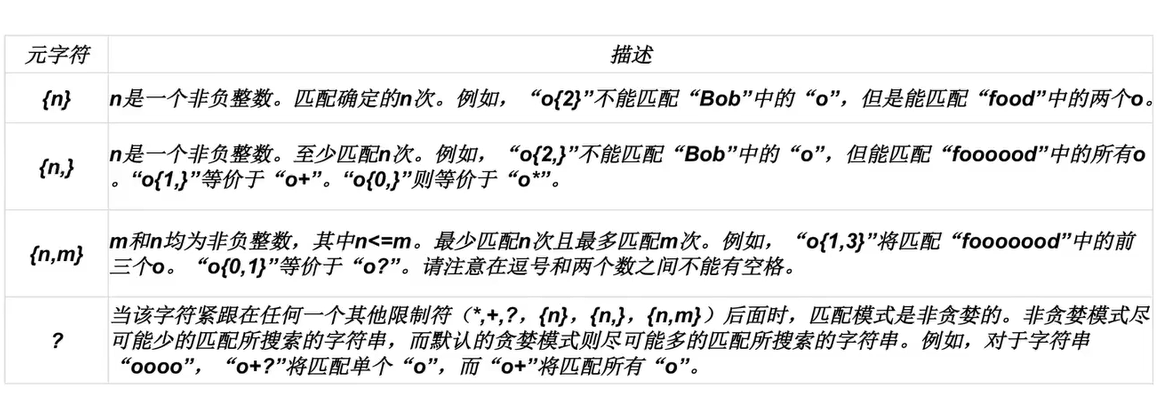 元字符 描述
{n} n是一个非负整数。匹配确定的n次。例如，“o{2}”不能匹配“Bob”中的“o”，但是能匹配“food”中的两个o。
n是一个非负整数。至少匹配n次。例如，“o{2,}”不能匹配“Bob”中的“o”，但能匹配“foooood”中的所有o
{n,}
。“o{1,}”等价于“o+”。“o{0,}”则等价于“o*”。
m和n均为非负整数，其中n<=m。最少匹配n次且最多匹配m次。例如，“o{1,3}”将匹配“fooooood”中的前
{n,m}
三个o。“o{0,1}”等价于“o?”。请注意在逗号和两个数之间不能有空格。
当该字符紧跟在任何一个其他限制符（*,+,?，{n}，{n,}，{n,m}）后面时，匹配模式是非贪婪的。非贪婪模式尽
?
可能少的匹配所搜索的字符串，而默认的贪婪模式则尽可能多的匹配所搜索的字符串。例如，对于字符串
“oooo”，“o+?”将匹配单个“o”，而“o+”将匹配所有“o”。